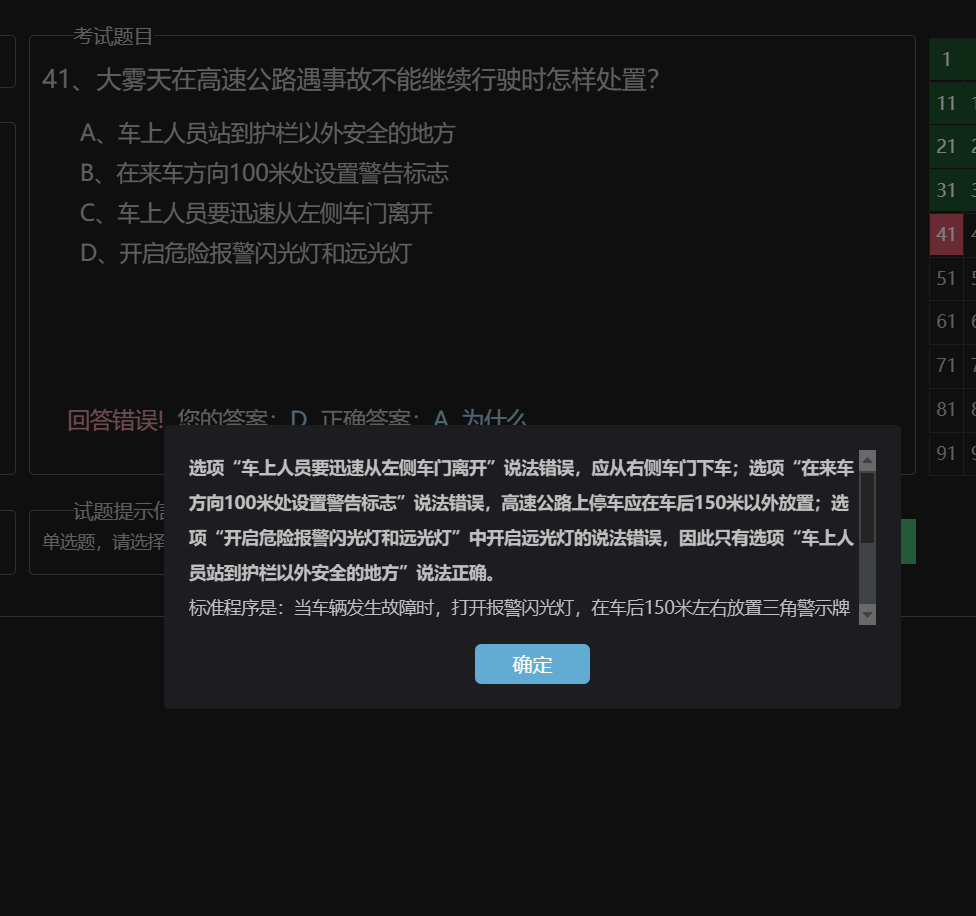 考试题目
41、大雾天在高速公路遇事故不能继续行驶时怎样处置？
A、车上人员站到护栏以外安全的地方
B、在来车方向100米处设置警告标志
C、车上人员要迅速从左侧车门离开
D、开启危险报警闪光灯和远光灯
回答错误! 您的答案：D 正确答案：A 为什么
选项“车上人员要迅速从左侧车门离开”说法错误，应从右侧车门下车；选项“在来车
方向100米处设置警告标志”说法错误，高速公路上停车应在车后150米以外放置；选
项“开启危险报警闪光灯和远光灯”中开启远光灯的说法错误，因此只有选项“车上人
员站到护栏以外安全的地方”说法正确。
标准程序是：当车辆发生故障时，打开报警闪光灯，在车后150米左右放置三角警示牌
确定
试题提示信
单选题，请选择
1
11
21
31
41
51
61
71
81
91